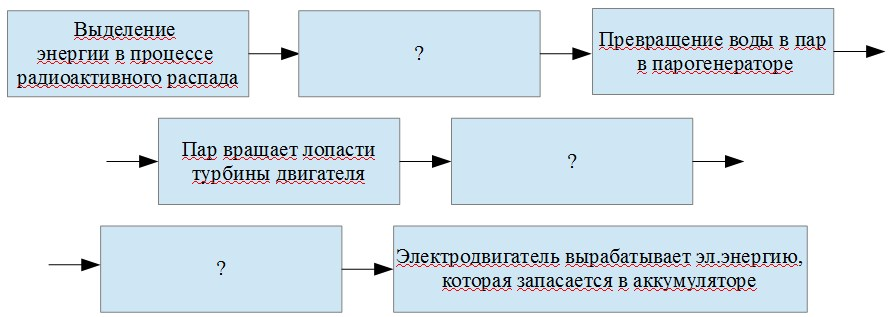 Выделение
энергии в процессе
радиоактивного распада
?
Превращение воды в пар
в парогенераторе
Пар вращает лопасти
турбины двигателя
?
?
Электродвигатель вырабатывает эл.энергию,
которая запасается в аккумуляторе